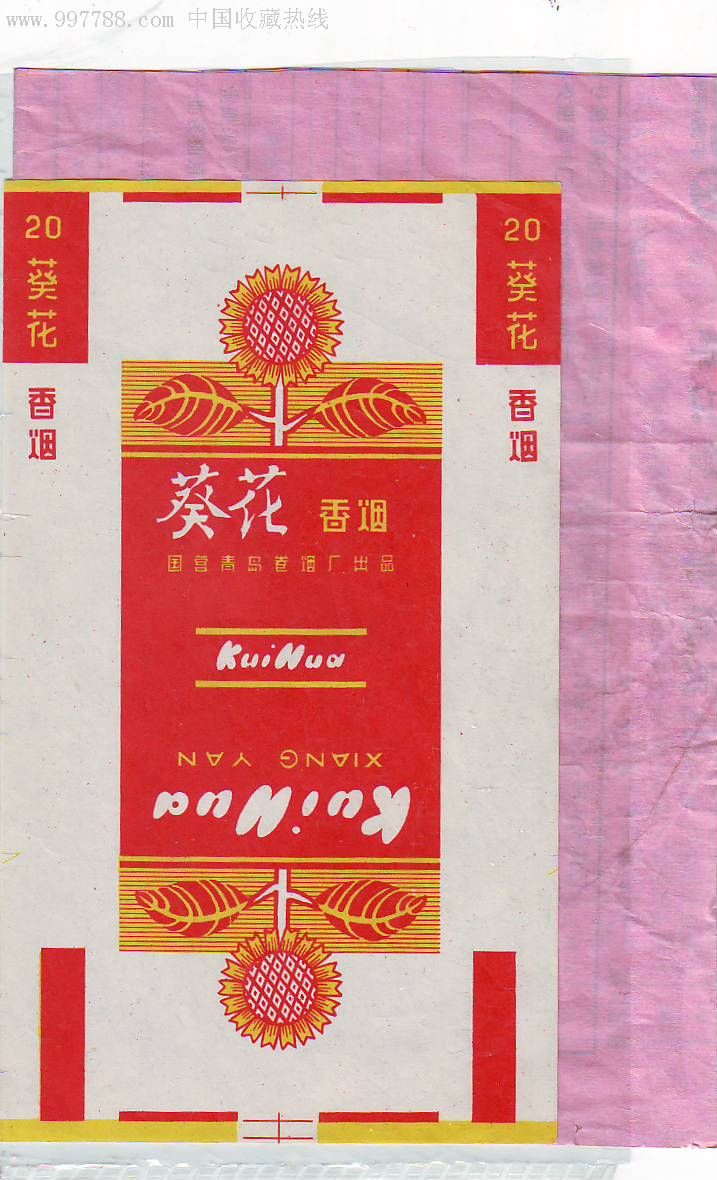 www.997788.com 中国收藏热线
20
葵花
香烟
20
葵花
香烟
葵花 香烟
国营青岛卷烟厂出品
KuiHua
XIANG YAN
KuiHua